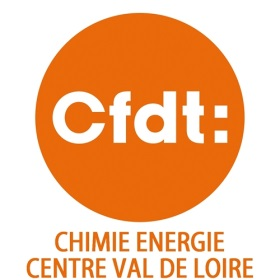 Cfdt:
CHIMIE ENERGIE
CENTRE VAL DE LOIRE